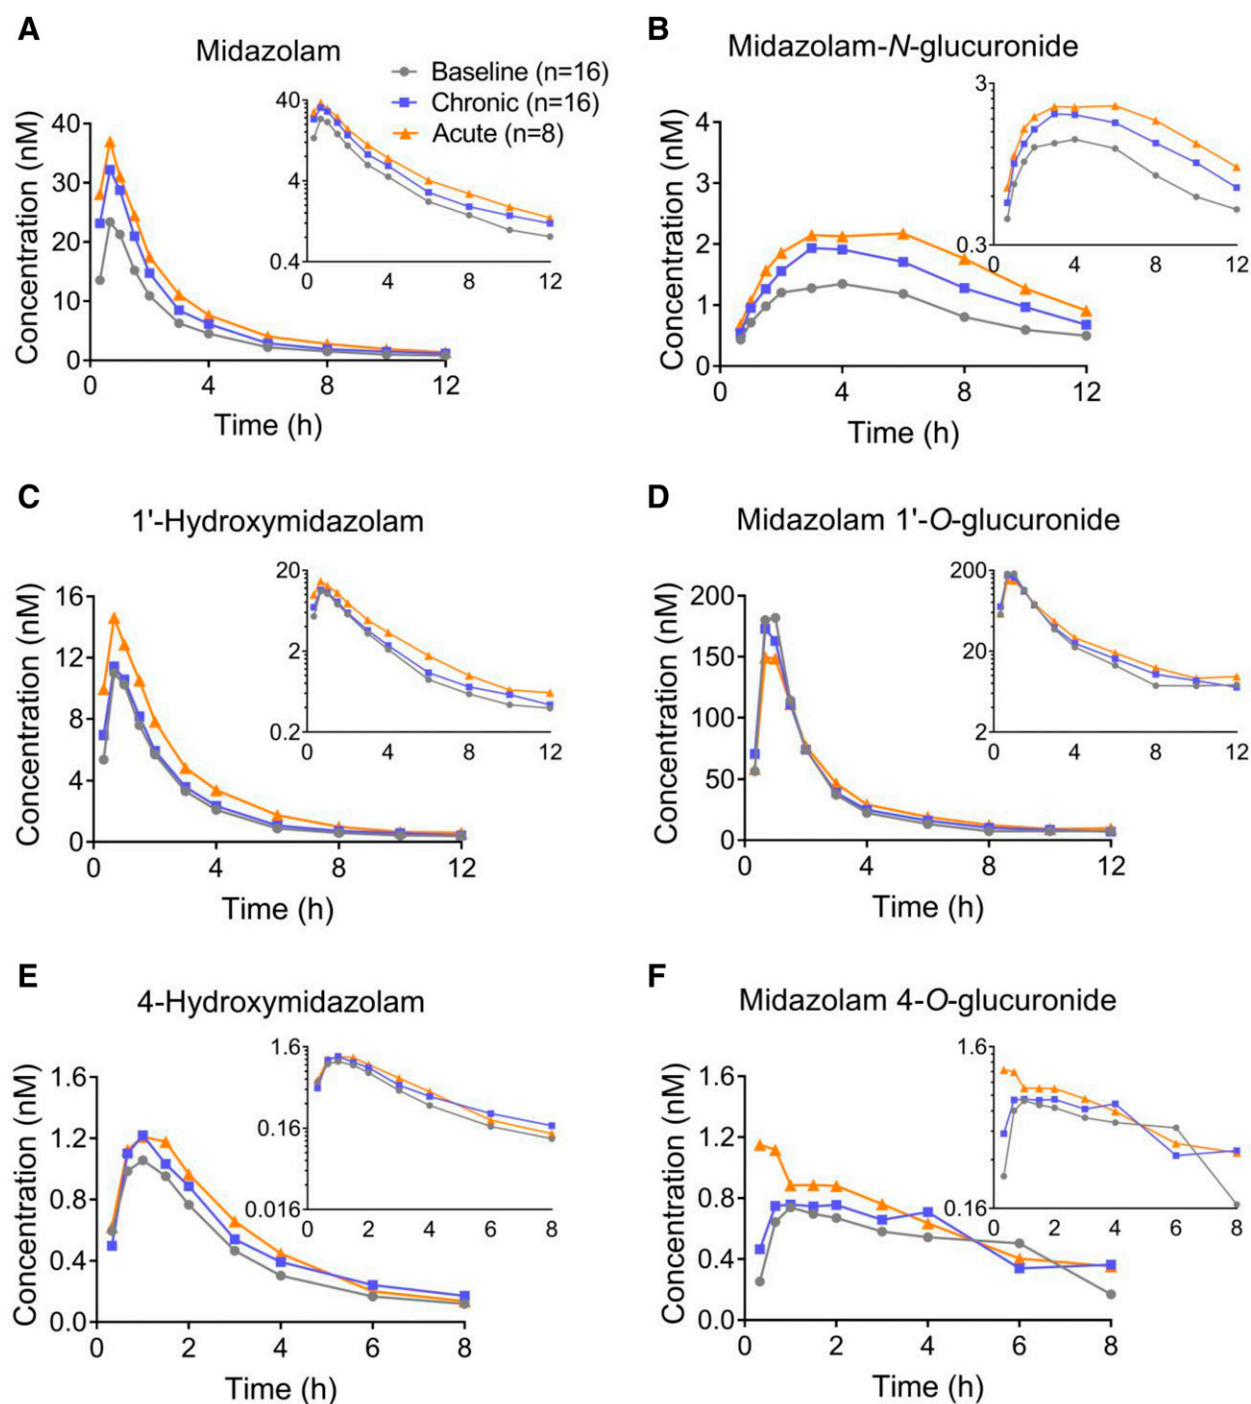 A
Midazolam
Baseline (n=16)
Chronic (n=16)
Acute (n=8)
Concentration (nM)
40
30
20
10
0
0 4 8 12
Time (h)
40
4
0.4
0 4 8 12
B
Midazolam-N-glucuronide
Concentration (nM)
4
3
2
1
0
0 4 8 12
Time (h)
3
0.3
0 4 8 12
C
1'-Hydroxymidazolam
Concentration (nM)
16
12
8
4
0
0 4 8 12
Time (h)
20
2
0.2
0 4 8 12
D
Midazolam 1'-O-glucuronide
Concentration (nM)
200
150
100
50
0
0 4 8 12
Time (h)
200
20
2
0 4 8 12
E
4-Hydroxymidazolam
Concentration (nM)
1.6
1.2
0.8
0.4
0.0
0 2 4 6 8
Time (h)
1.6
0.16
0.016
0 2 4 6 8
F
Midazolam 4-O-glucuronide
Concentration (nM)
1.6
1.2
0.8
0.4
0.0
0 2 4 6 8
Time (h)
1.6
0.16
0 2 4 6 8